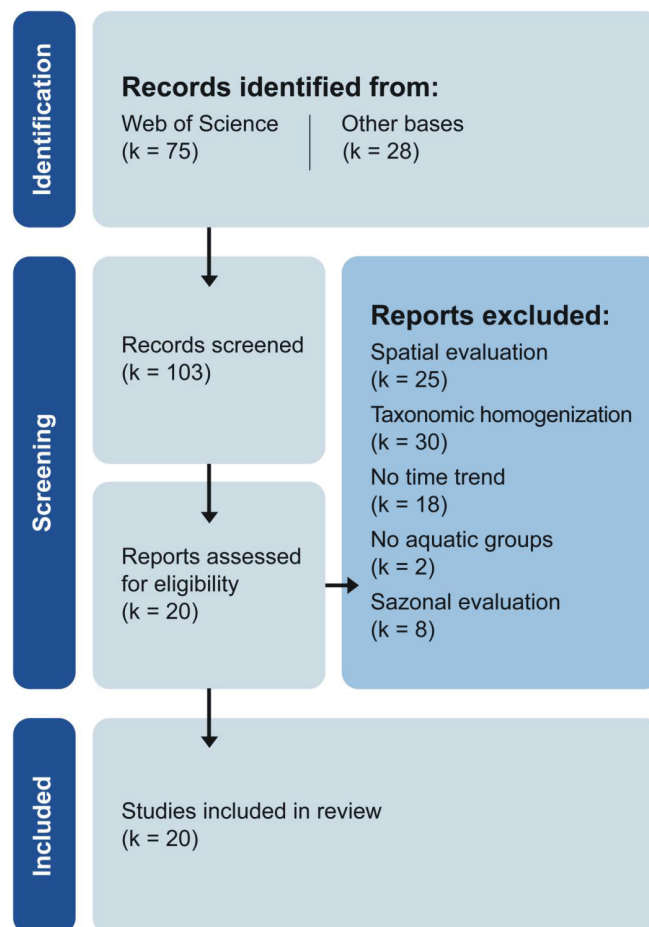 Identification
Records identified from:
Web of Science
(k = 75)
Other bases
(k = 28)
Screening
Records screened
(k = 103)
Reports assessed
for eligibility
(k = 20)
Reports excluded:
Spatial evaluation
(k = 25)
Taxonomic homogenization
(k = 30)
No time trend
(k = 18)
No aquatic groups
(k = 2)
Sazonal evaluation
(k = 8)
Included
Studies included in review
(k = 20)